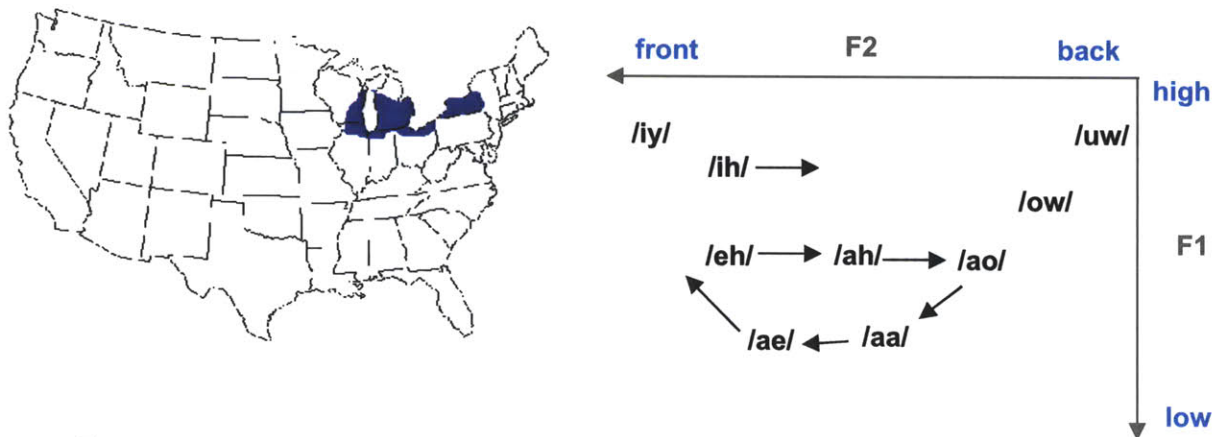 front F2 back
high
/iy/ /uw/
/ih/
/ow/
/eh/ /ah/ /ao/
F1
/ae/ /aa/
low